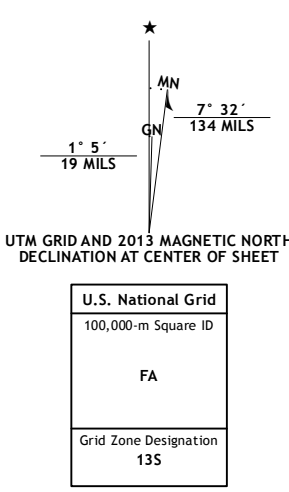 ★
MN
7° 32´
134 MILS
GN
1° 5´
19 MILS
UTM GRID AND 2013 MAGNETIC NORTH
DECLINATION AT CENTER OF SHEET
U.S. National Grid
100,000-m Square ID
FA
Grid Zone Designation
13S